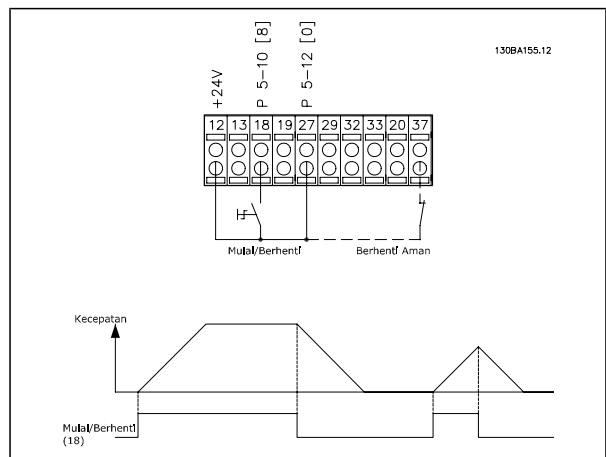 130BA155.12
+24V
P 5-10 [8]
P 5-12 [0]
12 13 18 19 27 29 32 33 20 37
Mulai/Berhenti
Berhenti Aman
Kecepatan
Mulai/Berhenti
(18)